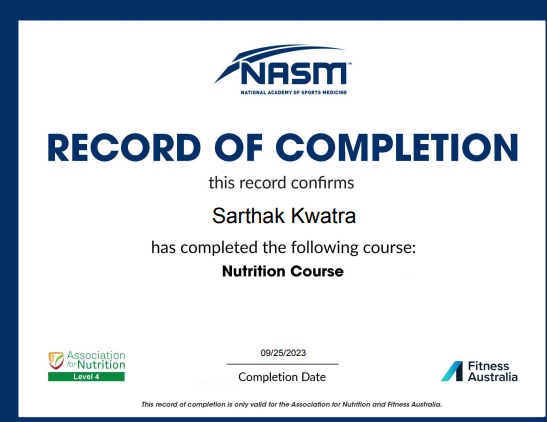 NASM™
NATIONAL ACADEMY OF SPORTS MEDICINE
RECORD OF COMPLETION
this record confirms
Sarthak Kwatra
has completed the following course:
Nutrition Course
Association
for Nutrition
Level 4
09/25/2023
Completion Date
Fitness
Australia
This record of completion is only valid for the Association for Nutrition and Fitness Australia.